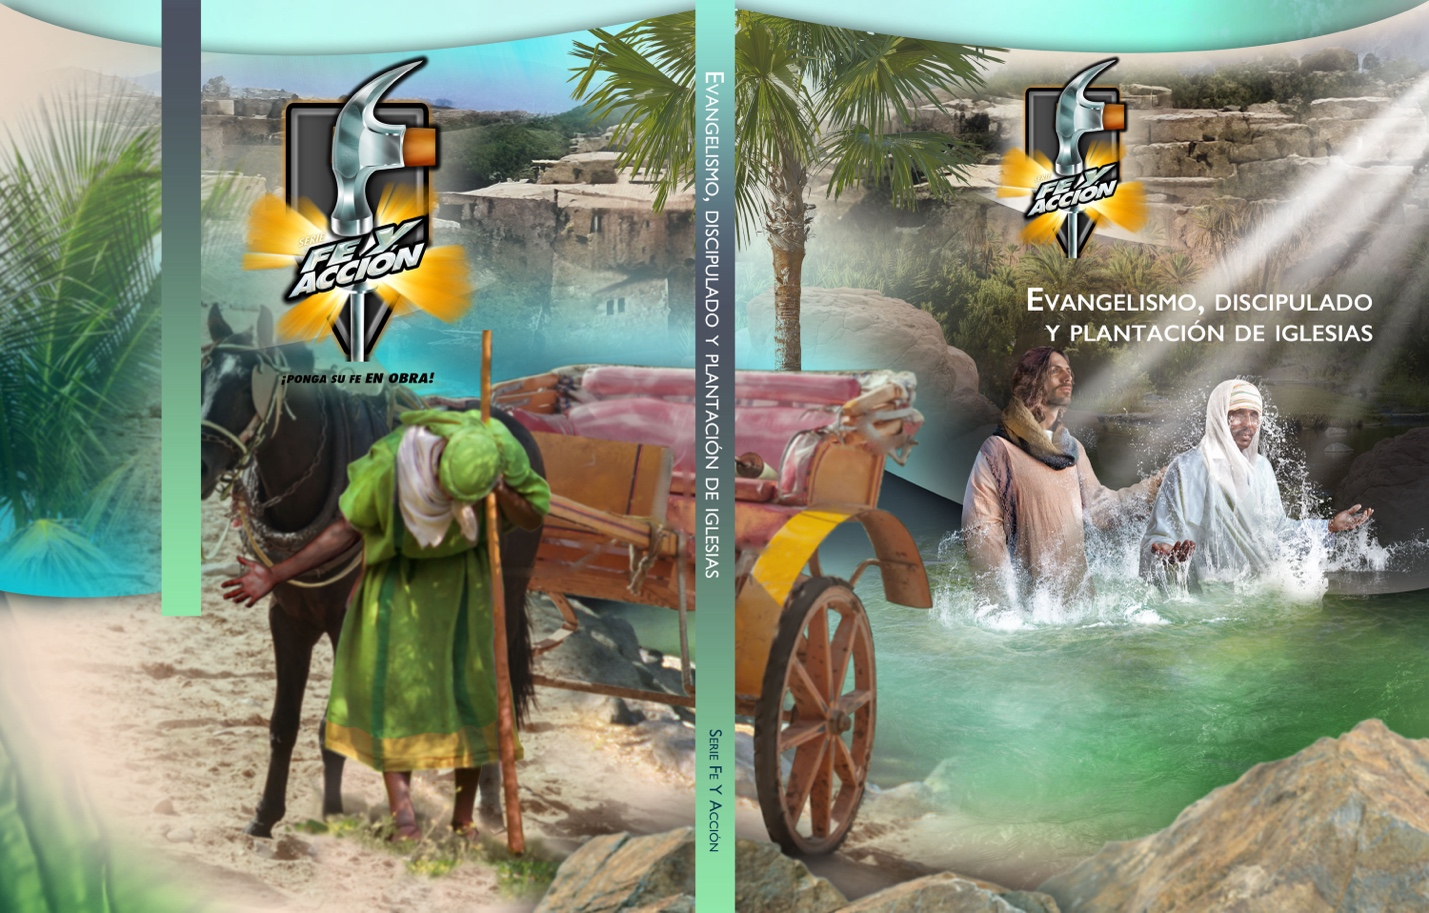 SERIE
FE Y
ACCIÓN
¡PONGA SU FE EN OBRA!
EVANGELISMO, DISCIPULADO Y PLANTACIÓN DE IGLESIAS
SERIE FE Y ACCIÓN
SERIE
FE Y
ACCIÓN
EVANGELISMO, DISCIPULADO
Y PLANTACIÓN DE IGLESIAS